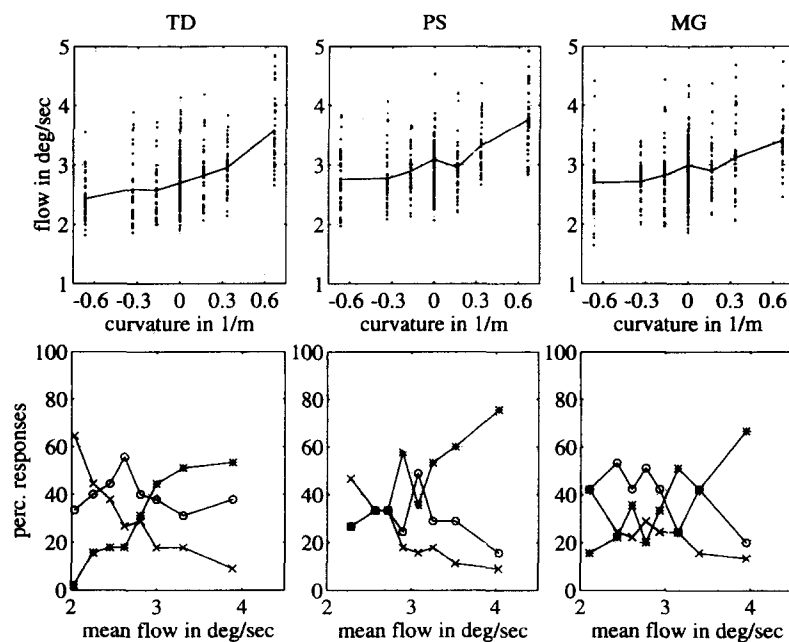 TD PS MG
flow in deg/sec
5 5 5
4 4 4
3 3 3
2 2 2
1 1 1
-0.6 -0.3 0 0.3 0.6 -0.6 -0.3 0 0.3 0.6 -0.6 -0.3 0 0.3 0.6
curvature in 1/m curvature in 1/m curvature in 1/m
perc. responses
100 100 100
80 80 80
60 60 60
40 40 40
20 20 20
0 0 0
2 3 4 2 3 4 2 3 4
mean flow in deg/sec mean flow in deg/sec mean flow in deg/sec